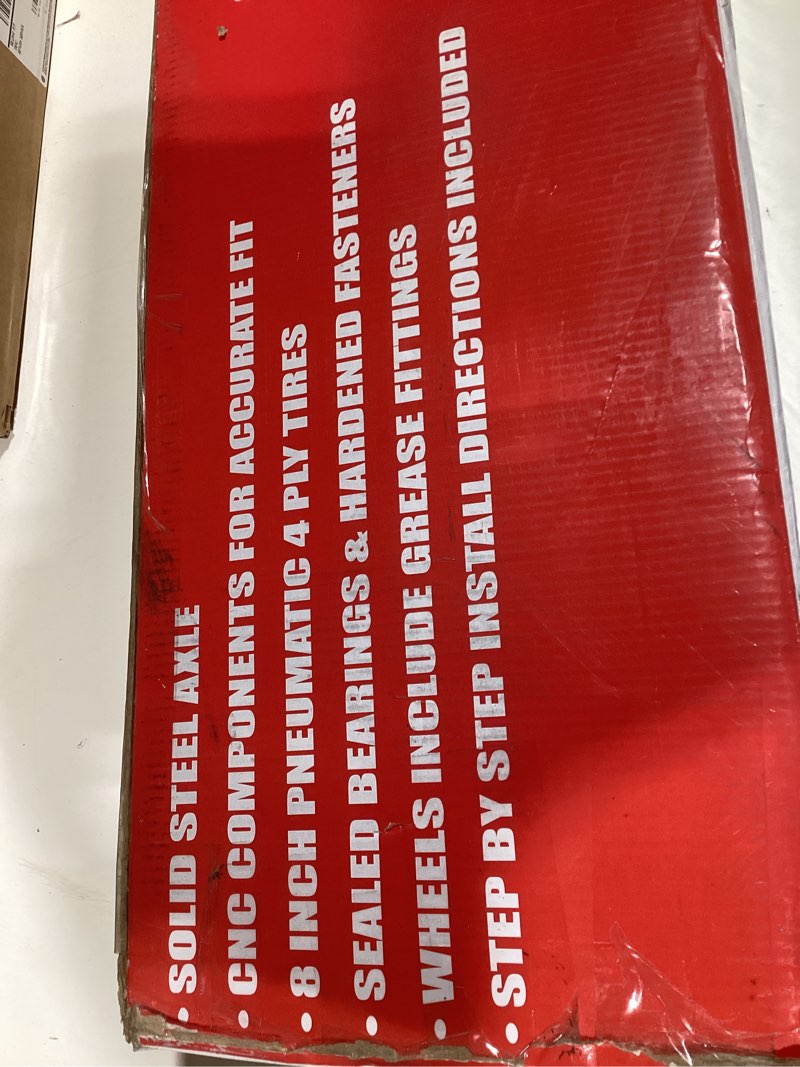 • SOLID STEEL AXLE
• CNC COMPONENTS FOR ACCURATE FIT
• 8 INCH PNEUMATIC 4 PLY TIRES
• SEALED BEARINGS & HARDENED FASTENERS
• WHEELS INCLUDE GREASE FITTINGS
• STEP BY STEP INSTALL DIRECTIONS INCLUDED